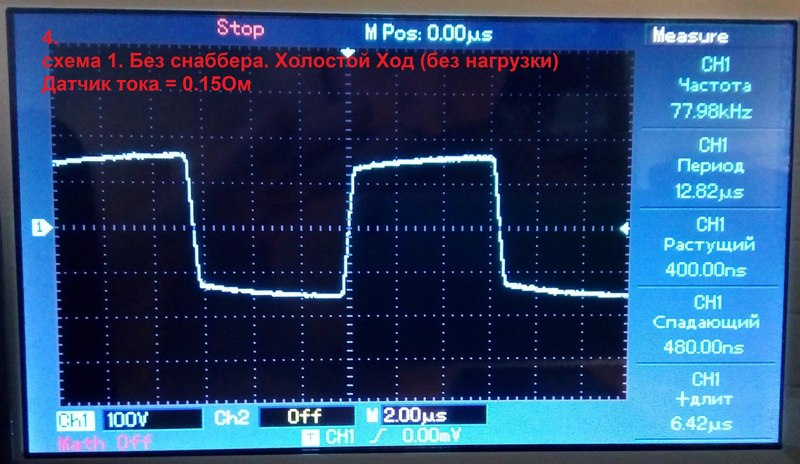 Stop
M Pos: 0.00µs
Measure
4.
схема 1. Без снаббера. Холостой Ход (без нагрузки)
Датчик тока = 0.15Ом
CH1
Частота
77.98kHz
CH1
Период
12.82µs
CH1
Растущий
400.00ns
CH1
Спадающий
480.00ns
CH1
+длит
6.42µs
1
Ch1 100V Ch2 Off M 2.00µs
Math Off T CH1 0.00mV